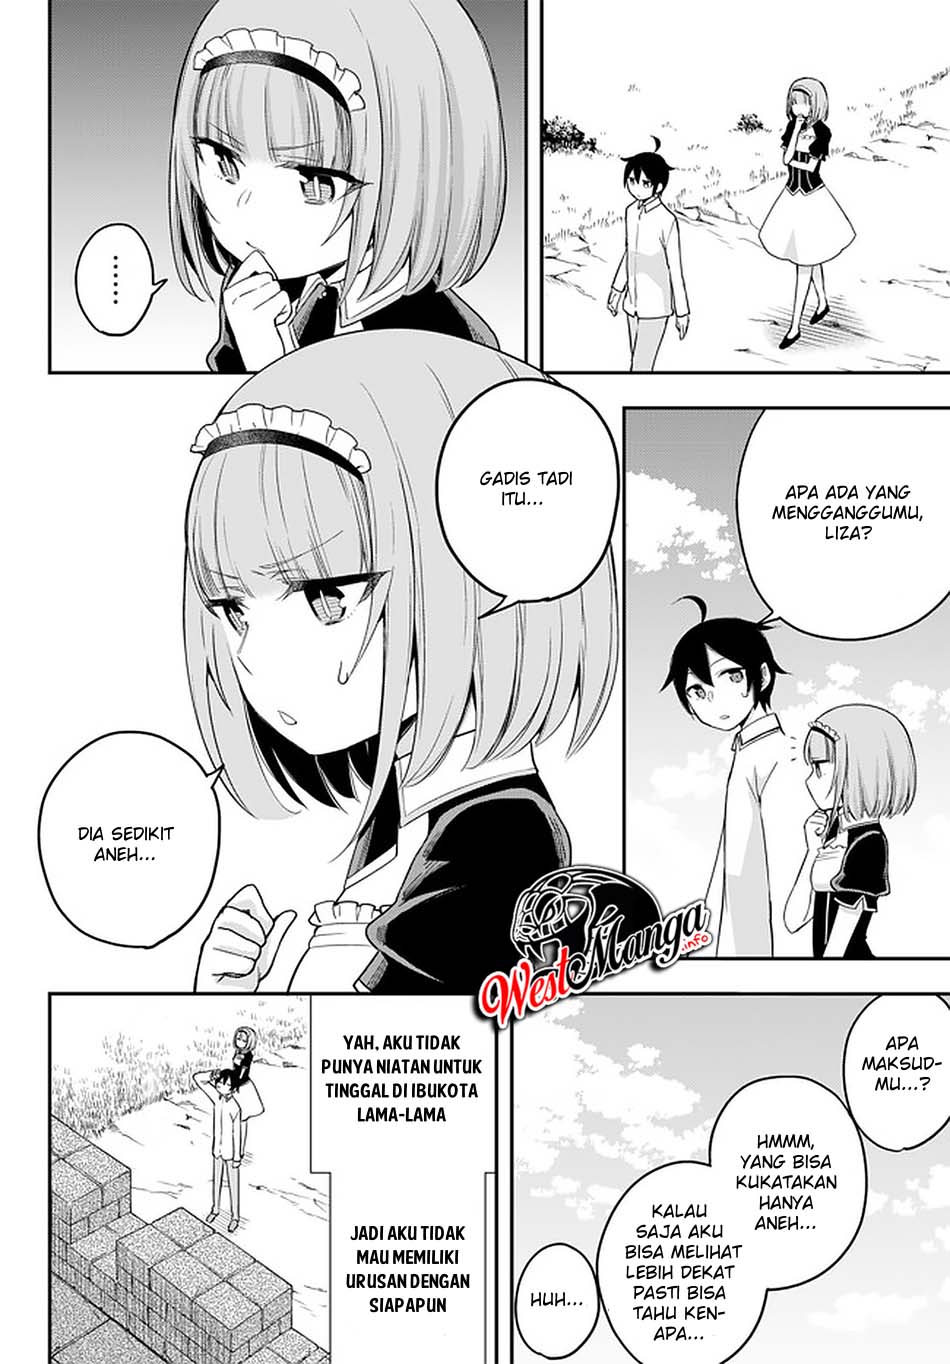 ......
APA ADA YANG
MENGGANGGUMU,
LIZA?
GADIS TADI
ITU...
DIA SEDIKIT
ANEH...
WESTMANGA
.info
APA
MAKSUD-
MU...?
HMMM,
YANG BISA
KUKATAKAN
HANYA
ANEH...
KALAU
SAJA AKU
BISA MELIHAT
LEBIH DEKAT
PASTI BISA
TAHU KEN-
APA...
HUH...
YAH, AKU TIDAK
PUNYA NIATAN UNTUK
TINGGAL DI IBUKOTA
LAMA-LAMA
JADI AKU TIDAK
MAU MEMILIKI
URUSAN DENGAN
SIAPAPUN